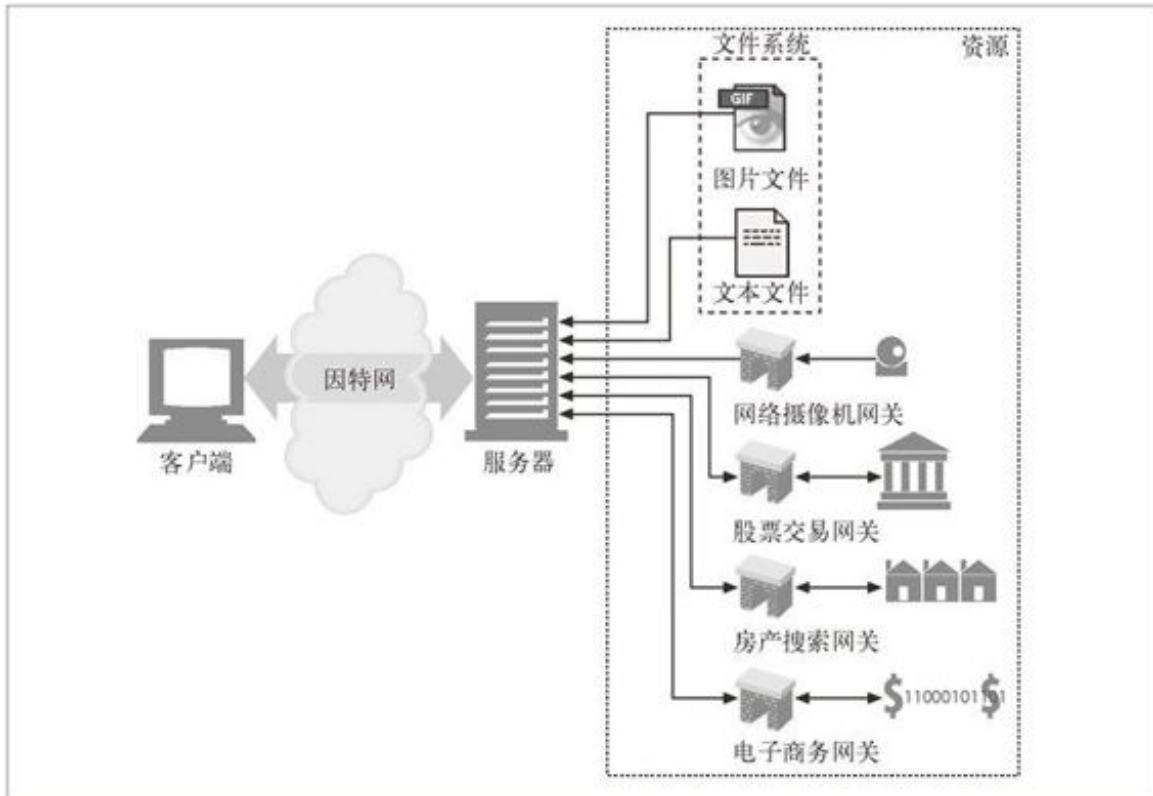 文件系统
资源
GIF
图片文件
文本文件
因特网
客户端
服务器
网络摄像机网关
股票交易网关
房产搜索网关
$11000101101$
电子商务网关